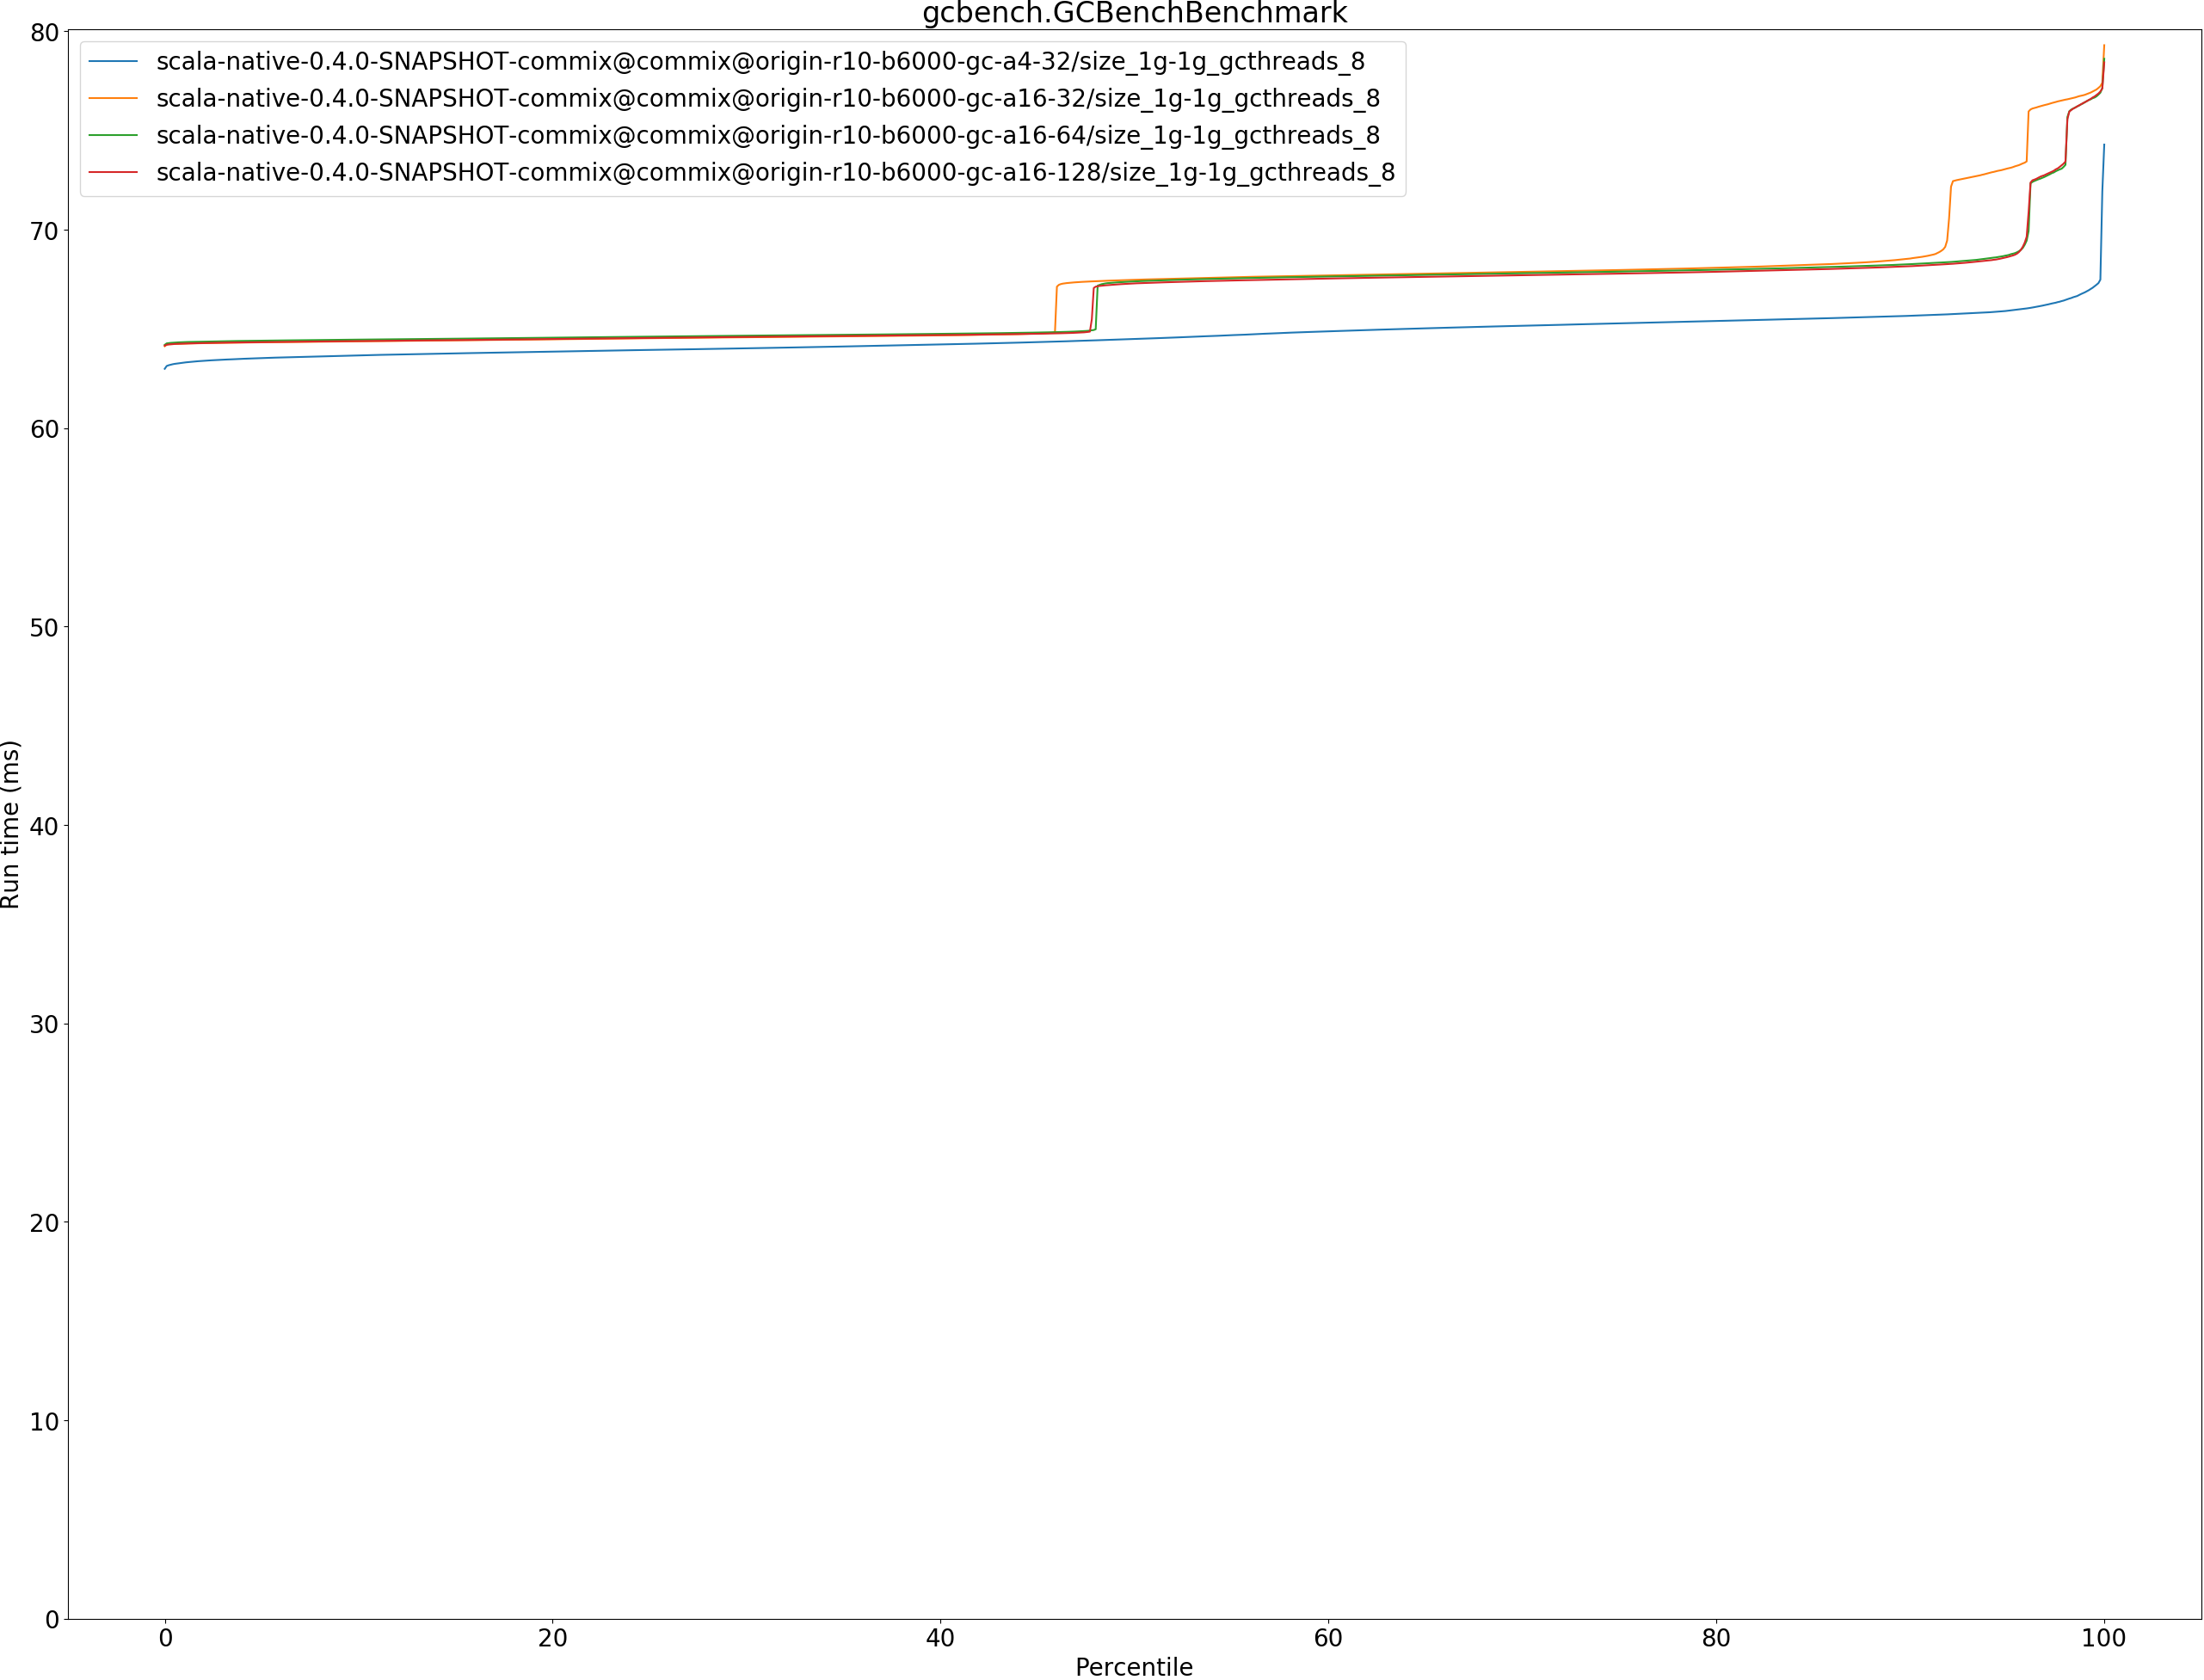 gcbench.GCBenchBenchmark
scala-native-0.4.0-SNAPSHOT-commix@commix@origin-r10-b6000-gc-a4-32/size_1g-1g_gcthreads_8
scala-native-0.4.0-SNAPSHOT-commix@commix@origin-r10-b6000-gc-a16-32/size_1g-1g_gcthreads_8
scala-native-0.4.0-SNAPSHOT-commix@commix@origin-r10-b6000-gc-a16-64/size_1g-1g_gcthreads_8
scala-native-0.4.0-SNAPSHOT-commix@commix@origin-r10-b6000-gc-a16-128/size_1g-1g_gcthreads_8
80
70
60
50
40
30
20
10
0
Run time (ms)
0 20 40 60 80 100
Percentile